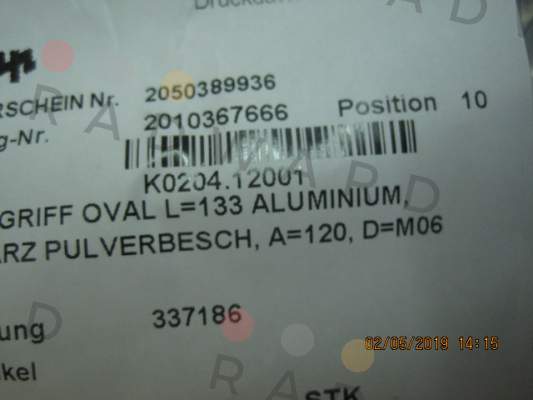 RSCHEIN Nr. 2050389936
g-Nr. 2010367666 Position 10
K0204.12001
GRIFF OVAL L=133 ALUMINIUM,
ARZ PULVERBESCH, A=120, D=M06
ung 337186
02/05/2019 14:15
kel
STK
RADWARD